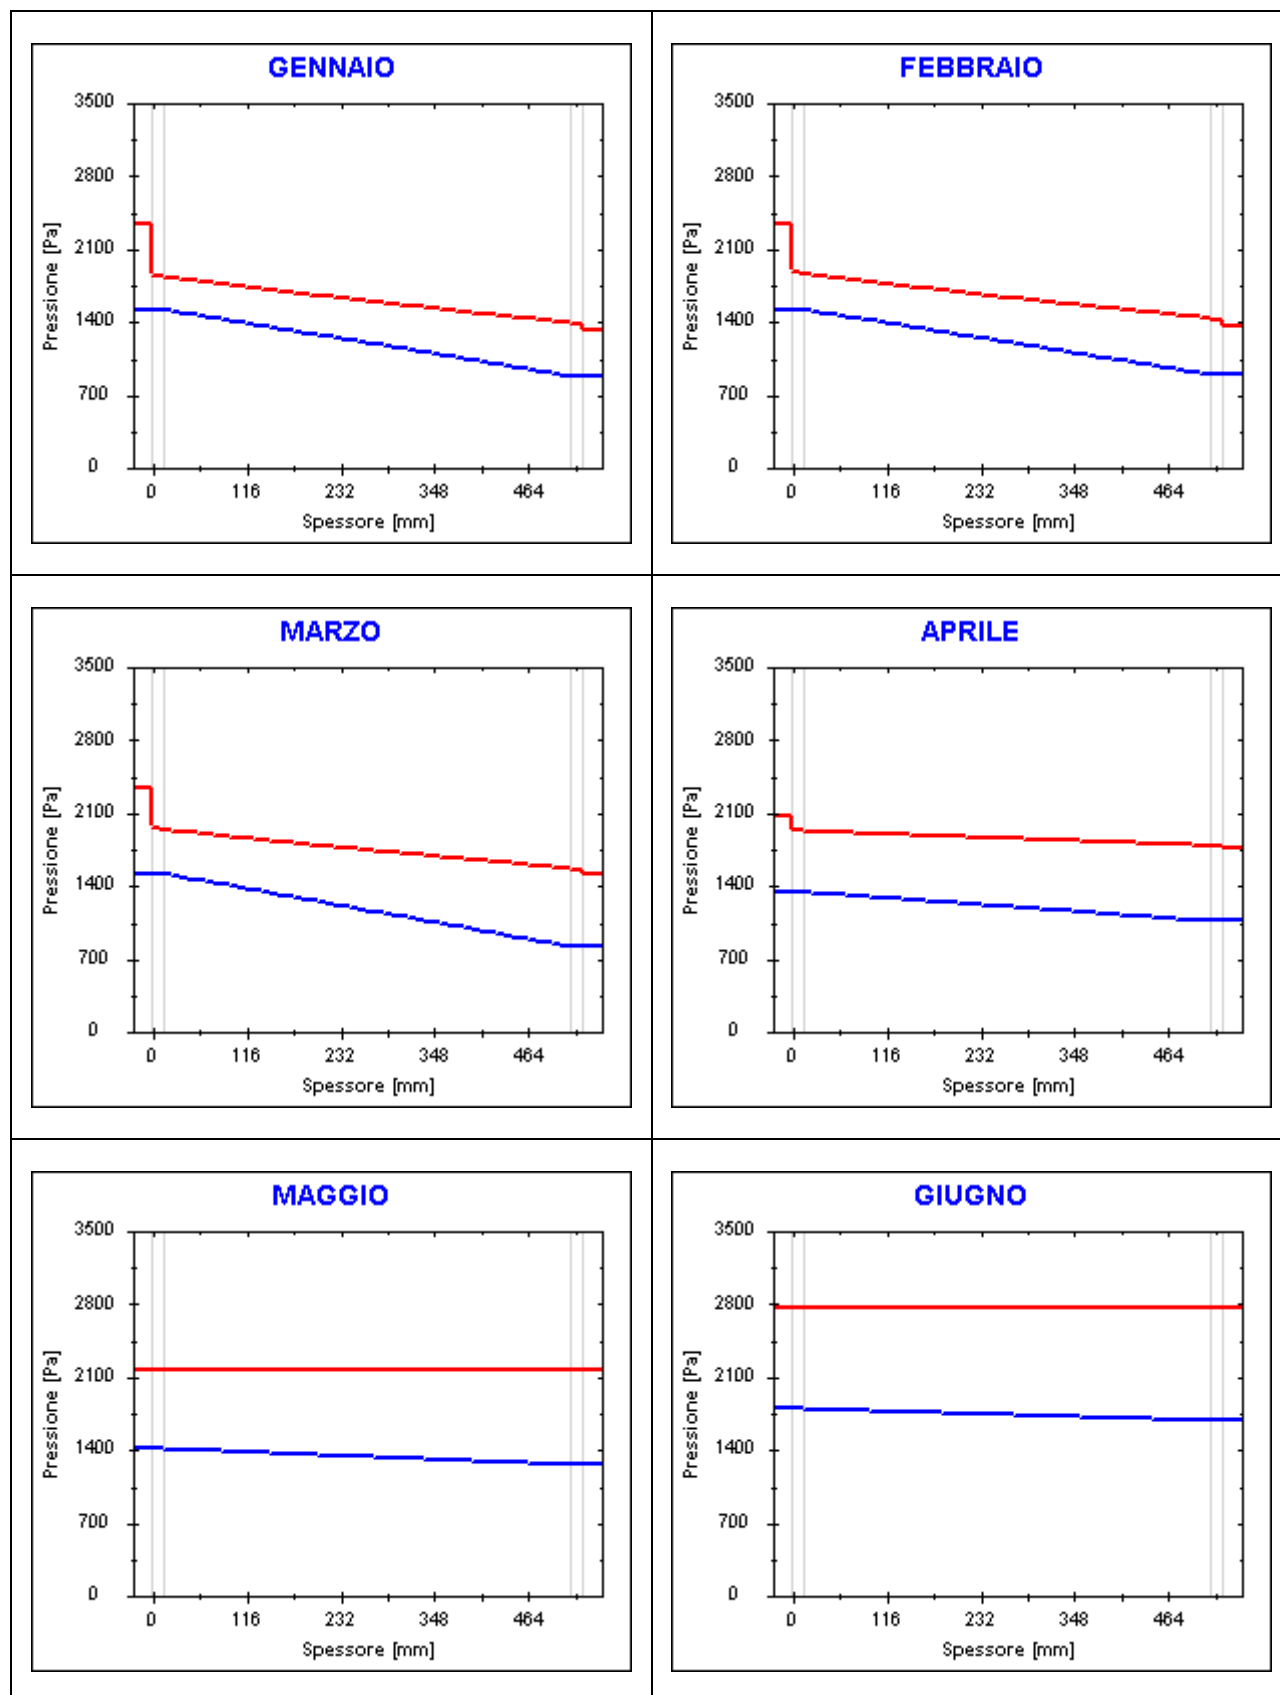 GENNAIO
3500
2800
2100
1400
700
0
Pressione [Pa]
0 116 232 348 464
Spessore [mm]
FEBBRAIO
3500
2800
2100
1400
700
0
Pressione [Pa]
0 116 232 348 464
Spessore [mm]
MARZO
3500
2800
2100
1400
700
0
Pressione [Pa]
0 116 232 348 464
Spessore [mm]
APRILE
3500
2800
2100
1400
700
0
Pressione [Pa]
0 116 232 348 464
Spessore [mm]
MAGGIO
3500
2800
2100
1400
700
0
Pressione [Pa]
0 116 232 348 464
Spessore [mm]
GIUGNO
3500
2800
2100
1400
700
0
Pressione [Pa]
0 116 232 348 464
Spessore [mm]